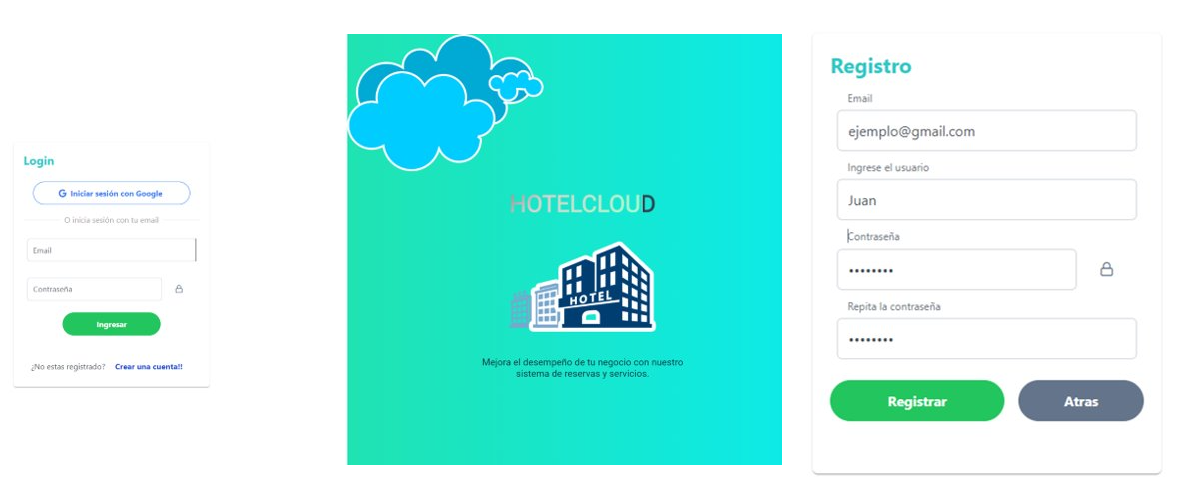 Login
G Iniciar sesión con Google
O inicia sesión con tu email
Email
Contraseña
Ingresar
¿No estas registrado? Crear una cuenta!!
HOTELCLOUD
HOTEL
Mejora el desempeño de tu negocio con nuestro
sistema de reservas y servicios.
Registro
Email
ejemplo@gmail.com
Ingrese el usuario
Juan
Contraseña
••••••••
Repita la contraseña
••••••••
Registrar Atras